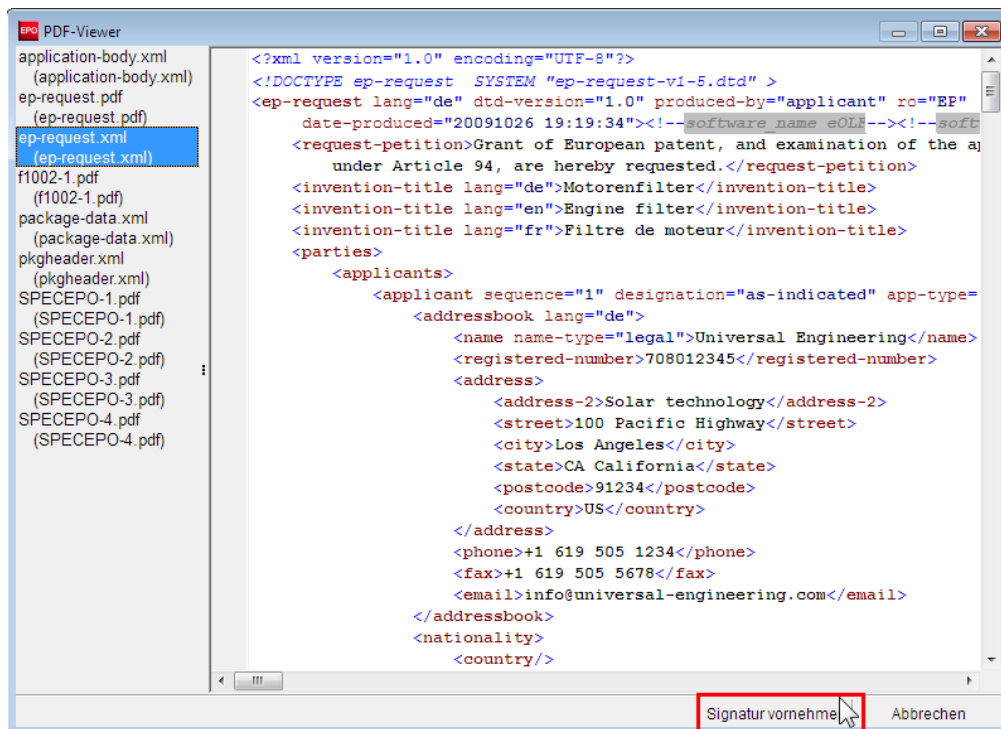 EPO PDF-Viewer
application-body.xml
(application-body.xml)
ep-request.pdf
(ep-request.pdf)
ep-request.xml
(ep-request.xml)
f1002-1.pdf
(f1002-1.pdf)
package-data.xml
(package-data.xml)
pkgheader.xml
(pkgheader.xml)
SPECEPO-1.pdf
(SPECEPO-1.pdf)
SPECEPO-2.pdf
(SPECEPO-2.pdf)
SPECEPO-3.pdf
(SPECEPO-3.pdf)
SPECEPO-4.pdf
(SPECEPO-4.pdf)
<?xml version="1.0" encoding="UTF-8"?>
<!DOCTYPE ep-request SYSTEM "ep-request-v1-5.dtd" >
<ep-request lang="de" dtd-version="1.0" produced-by="applicant" ro="EP"
date-produced="20091026 19:19:34"><!--software_name eOLF--><!--soft
<request-petition>Grant of European patent, and examination of the a
under Article 94, are hereby requested.</request-petition>
<invention-title lang="de">Motorenfilter</invention-title>
<invention-title lang="en">Engine filter</invention-title>
<invention-title lang="fr">Filtre de moteur</invention-title>
<parties>
<applicants>
<applicant sequence="1" designation="as-indicated" app-type=
<addressbook lang="de">
<name name-type="legal">Universal Engineering</name>
<registered-number>708012345</registered-number>
<address>
<address-2>Solar technology</address-2>
<street>100 Pacific Highway</street>
<city>Los Angeles</city>
<state>CA California</state>
<postcode>91234</postcode>
<country>US</country>
</address>
<phone>+1 619 505 1234</phone>
<fax>+1 619 505 5678</fax>
<email>info@universal-engineering.com</email>
</addressbook>
<nationality>
<country/>
Signatur vornehme
Abbrechen